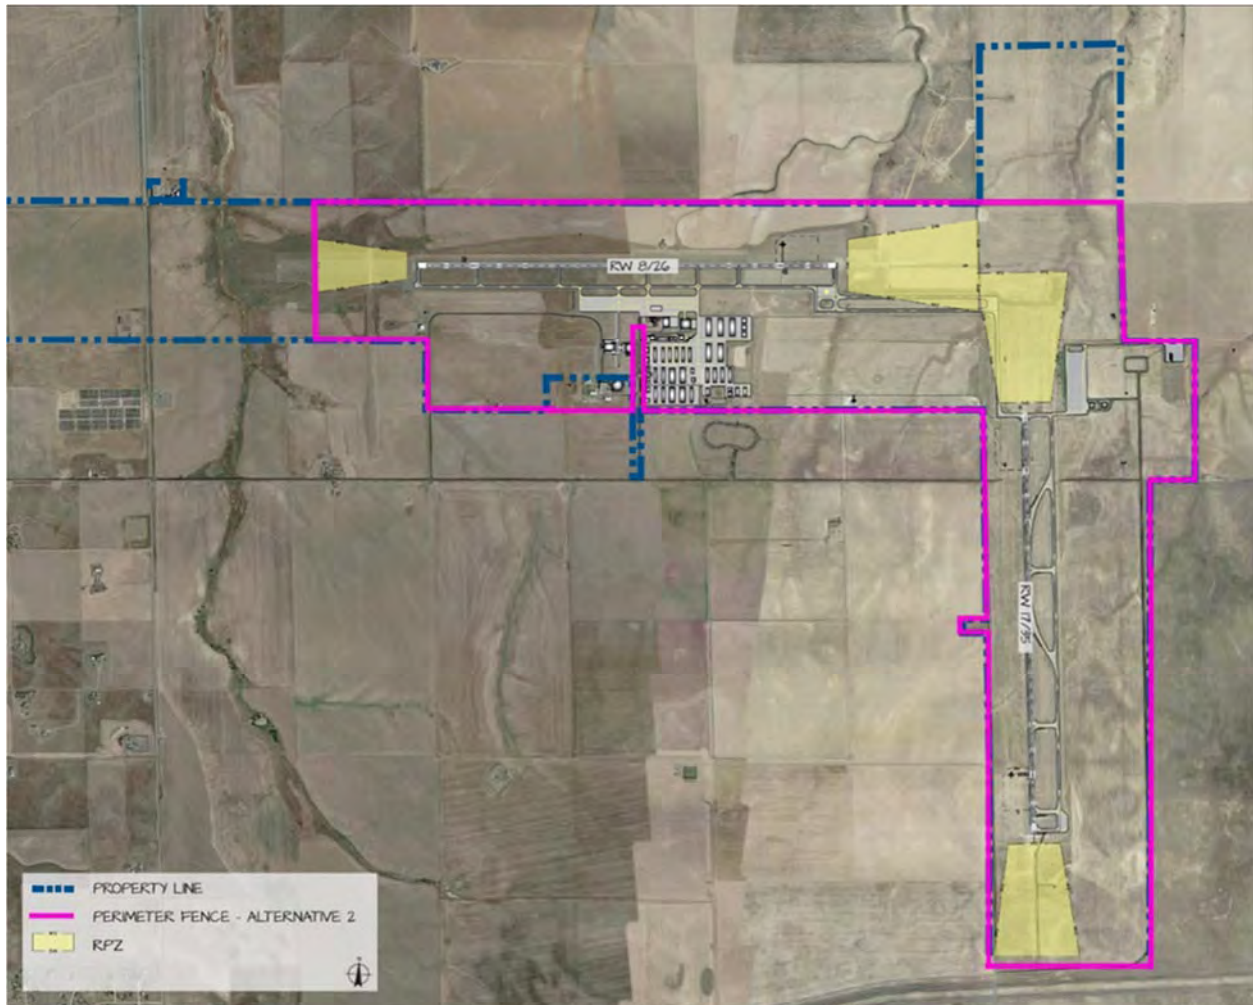 RW 8/26
RW 17/35
PROPERTY LINE
PERIMETER FENCE - ALTERNATIVE 2
RPZ